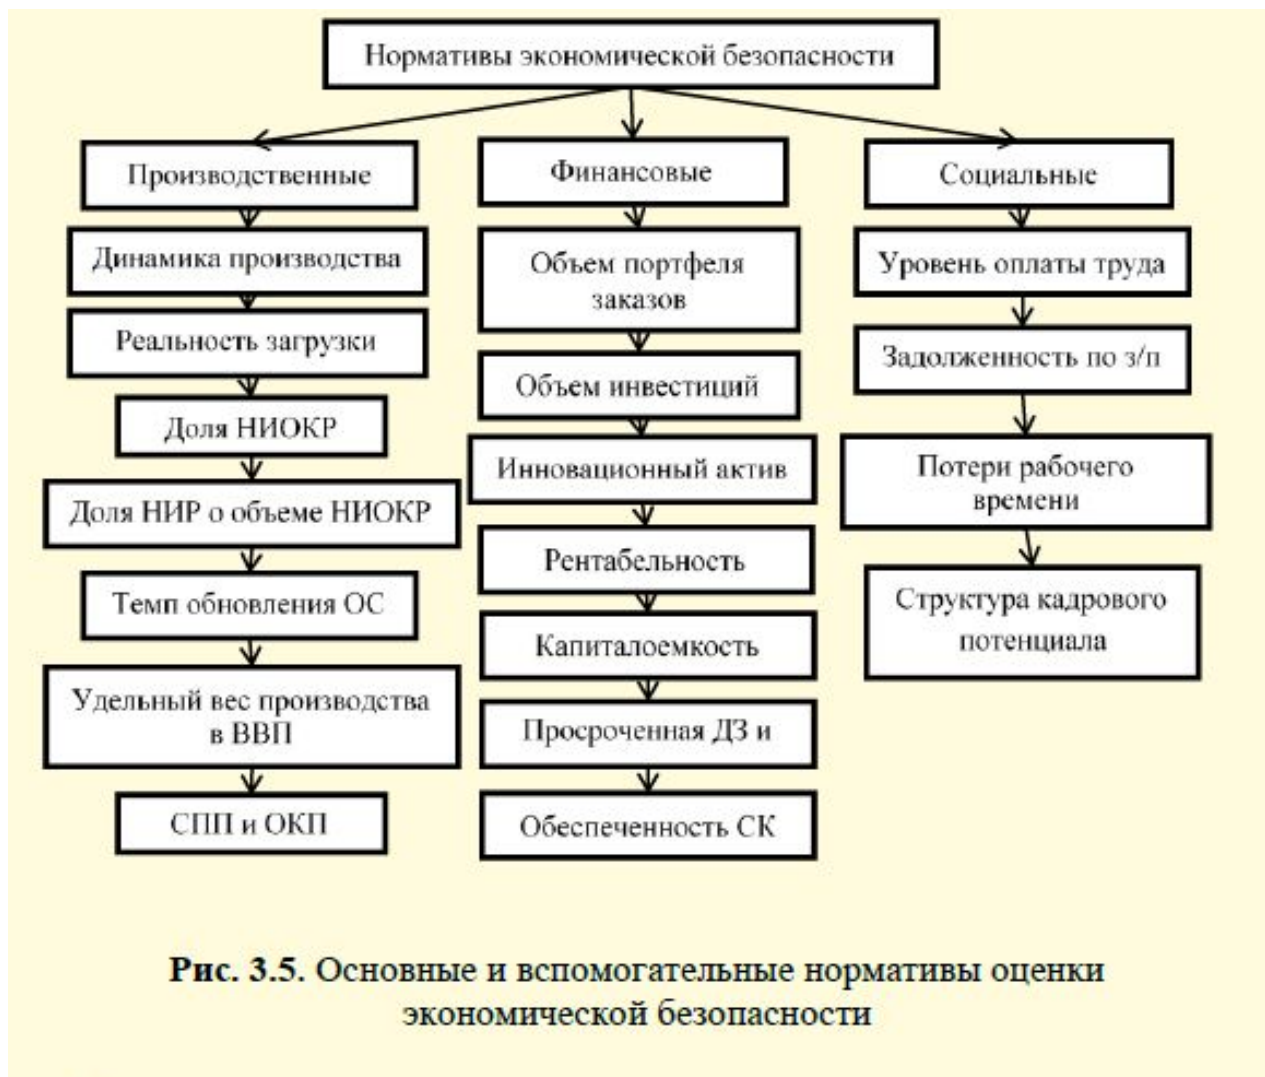 Нормативы экономической безопасности
Производственные
Динамика производства
Реальность загрузки
Доля НИОКР
Доля НИР о объеме НИОКР
Темп обновления ОС
Удельный вес производства
в ВВП
СПП и ОКП
Финансовые
Объем портфеля
заказов
Объем инвестиций
Инновационный актив
Рентабельность
Капиталоемкость
Просроченная ДЗ и
Обеспеченность СК
Социальные
Уровень оплаты труда
Задолженность по з/п
Потери рабочего
времени
Структура кадрового
потенциала
Рис. 3.5. Основные и вспомогательные нормативы оценки
экономической безопасности